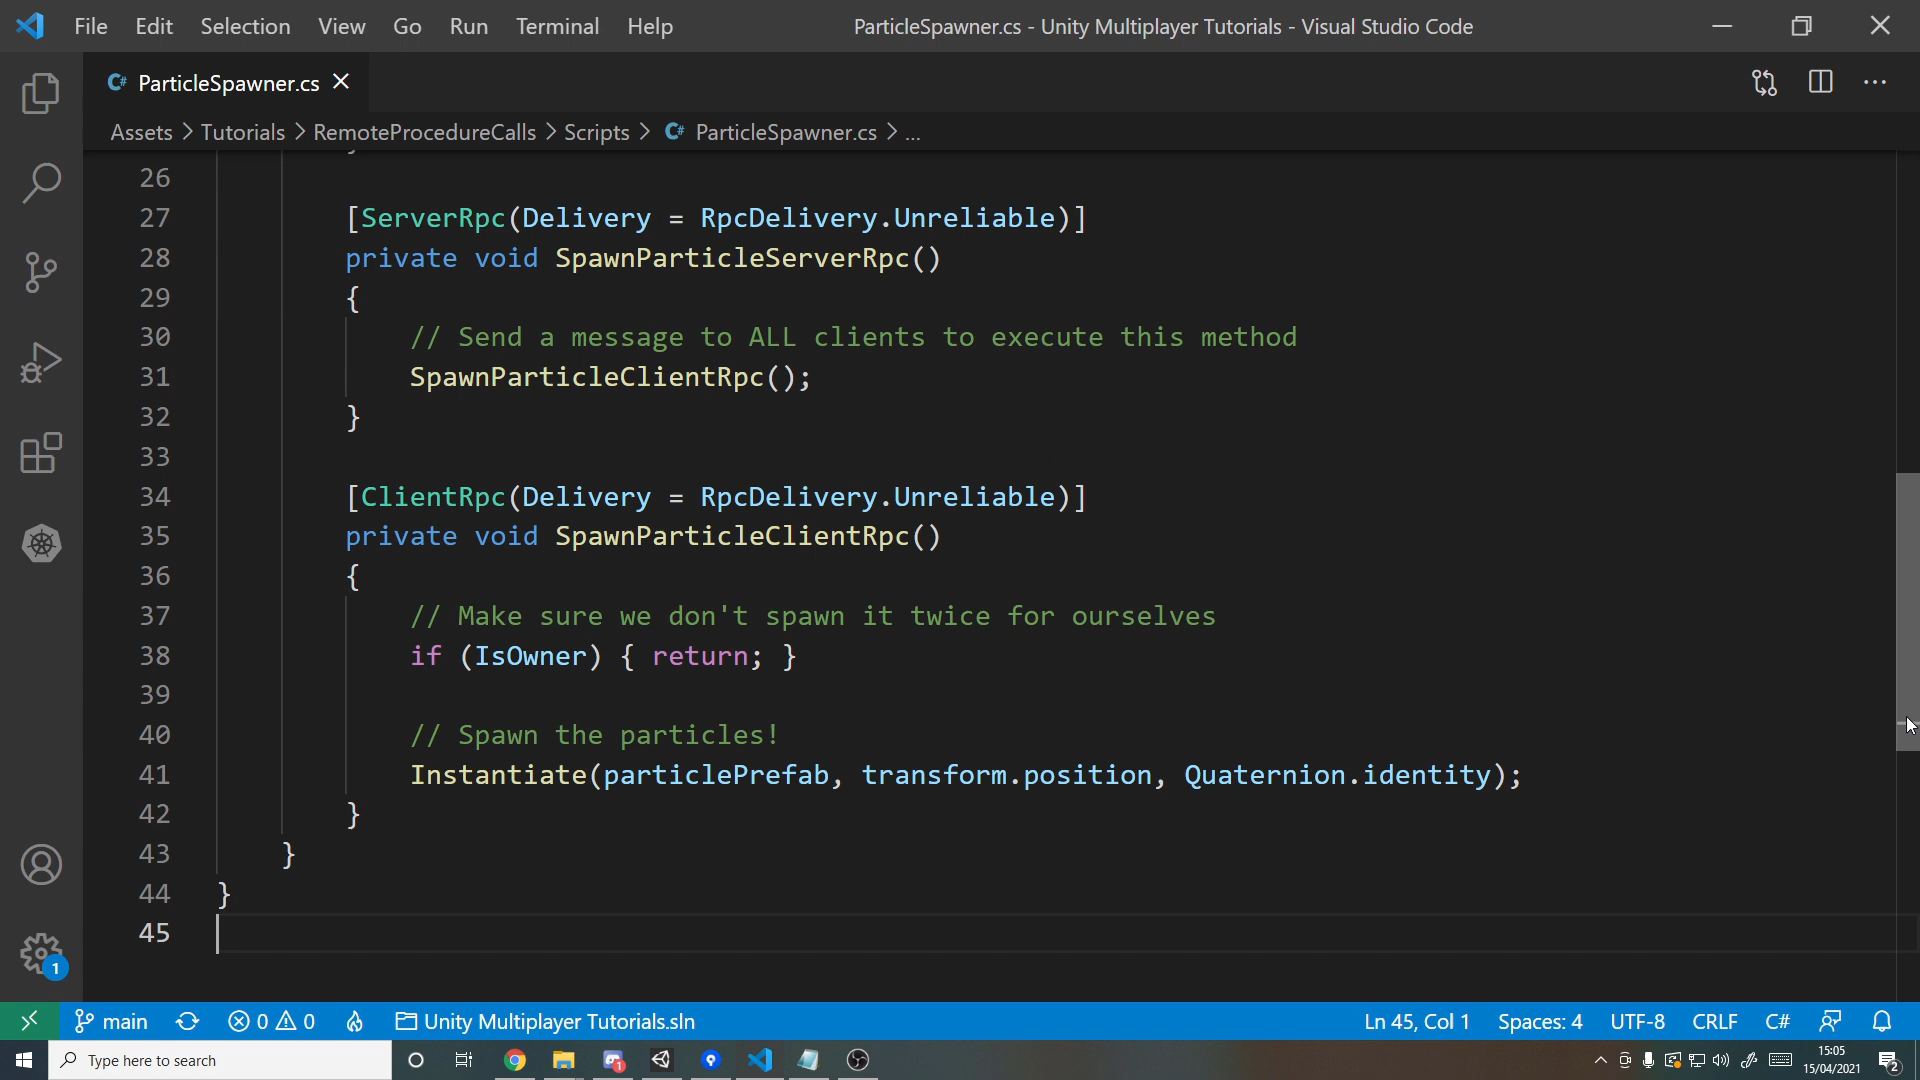 File Edit Selection View Go Run Terminal Help ParticleSpawner.cs - Unity Multiplayer Tutorials - Visual Studio Code
C# ParticleSpawner.cs
Assets > Tutorials > RemoteProcedureCalls > Scripts > C# ParticleSpawner.cs > ...
26
27 [ServerRpc(Delivery = RpcDelivery.Unreliable)]
28 private void SpawnParticleServerRpc()
29 {
30 // Send a message to ALL clients to execute this method
31 SpawnParticleClientRpc();
32 }
33
34 [ClientRpc(Delivery = RpcDelivery.Unreliable)]
35 private void SpawnParticleClientRpc()
36 {
37 // Make sure we don't spawn it twice for ourselves
38 if (IsOwner) { return; }
39
40 // Spawn the particles!
41 Instantiate(particlePrefab, transform.position, Quaternion.identity);
42 }
43 }
44 }
45
1
main 0 0 Unity Multiplayer Tutorials.sln Ln 45, Col 1 Spaces: 4 UTF-8 CRLF C#
Type here to search 1 15:05
15/04/2021 2